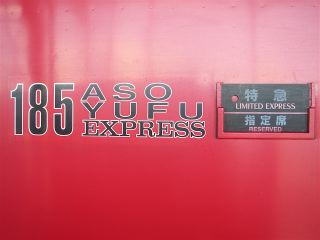 185
ASO
YUFU
EXPRESS
特急
LIMITED EXPRESS
指定席
RESERVED